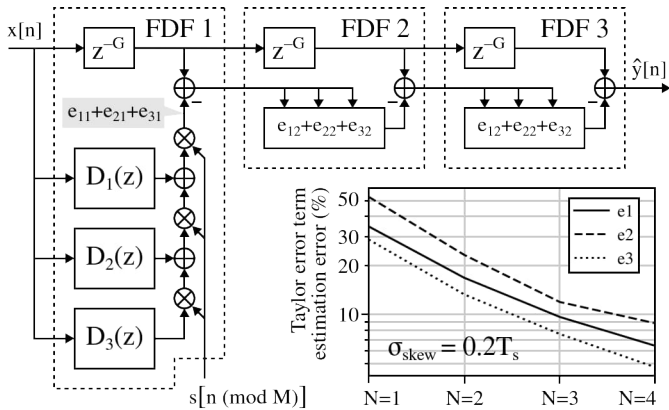 x[n]
z⁻ᴳ
FDF 1
z⁻ᴳ
FDF 2
z⁻ᴳ
FDF 3
ŷ[n]
e₁₁+e₂₁+e₃₁
e₁₂+e₂₂+e₃₂
e₁₂+e₂₂+e₃₂
D₁(z)
D₂(z)
D₃(z)
s[n (mod M)]
Taylor error term
estimation error (%)
50
30
20
10
e1
e2
e3
σskew = 0.2Tₛ
N=1
N=2
N=3
N=4